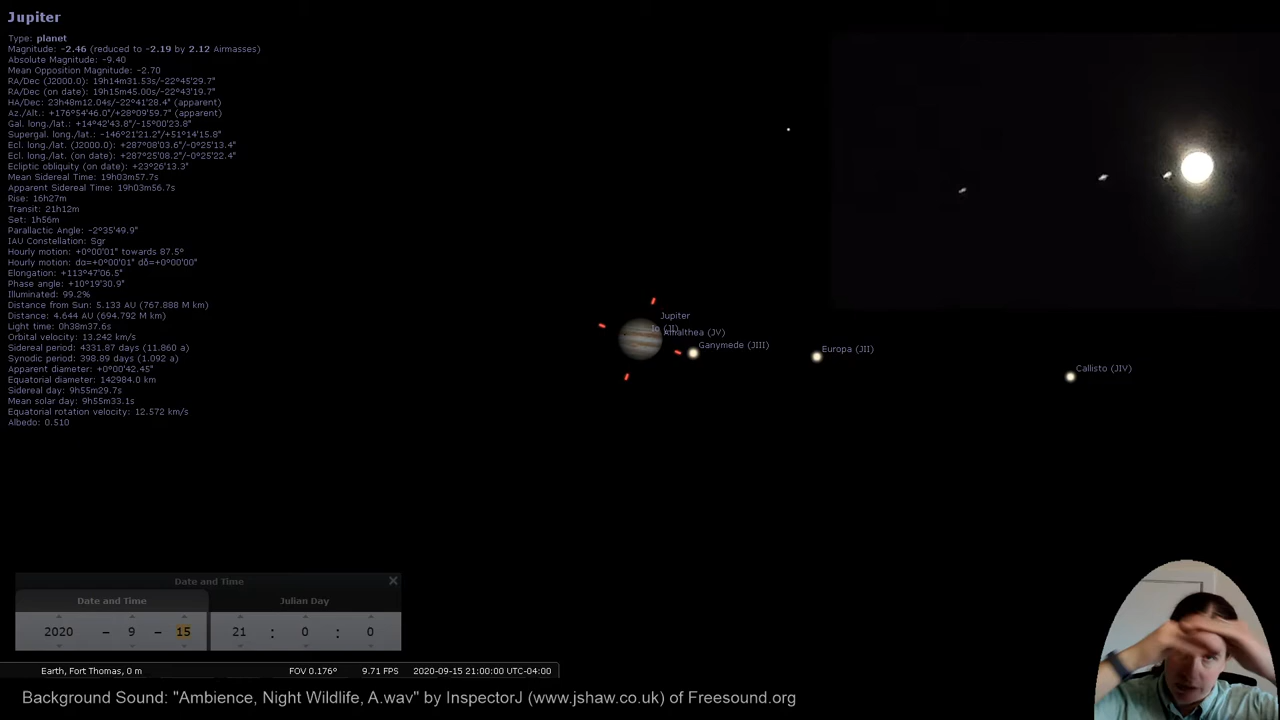 Jupiter
Type: planet
Magnitude: -2.46 (reduced to -2.19 by 2.12 Airmasses)
Absolute Magnitude: -9.40
Mean Opposition Magnitude: -2.70
RA/Dec (J2000.0): 19h14m31.53s/-22°45'29.7"
RA/Dec (on date): 19h15m45.00s/-22°43'19.7"
HA/Dec: 23h48m12.04s/-22°41'28.4" (apparent)
Az./Alt.: +176°54'46.0"/+28°09'59.7" (apparent)
Gal. long./lat.: +14°42'43.8"/-15°00'23.8"
Supergal. long./lat.: -146°21'21.2"/+51°14'15.8"
Ecl. long./lat. (J2000.0): +287°08'03.6"/-0°25'13.4"
Ecl. long./lat. (on date): +287°25'08.2"/-0°25'22.4"
Ecliptic obliquity (on date): +23°26'13.3"
Mean Sidereal Time: 19h03m57.7s
Apparent Sidereal Time: 19h03m56.7s
Rise: 16h27m
Transit: 21h12m
Set: 1h56m
Parallactic Angle: -2°35'49.9"
IAU Constellation: Sgr
Hourly motion: +0°00'01" towards 87.5°
Hourly motion: dα=+0°00'01" dδ=+0°00'00"
Elongation: +113°47'06.5"
Phase angle: +10°19'30.9"
Illuminated: 99.2%
Distance from Sun: 5.133 AU (767.888 M km)
Distance: 4.644 AU (694.792 M km)
Light time: 0h38m37.6s
Orbital velocity: 13.242 km/s
Sidereal period: 4331.87 days (11.860 a)
Synodic period: 398.89 days (1.092 a)
Apparent diameter: +0°00'42.45"
Equatorial diameter: 142984.0 km
Sidereal day: 9h55m29.7s
Mean solar day: 9h55m33.1s
Equatorial rotation velocity: 12.572 km/s
Albedo: 0.510
Jupiter
Io (JI)
Amalthea (JV)
Ganymede (JIII)
Europa (JII)
Callisto (JIV)
Date and Time
Date and Time Julian Day
2020 - 9 - 15 21 : 0 : 0
Earth, Fort Thomas, 0 m FOV 0.176° 9.71 FPS 2020-09-15 21:00:00 UTC-04:00
Background Sound: "Ambience, Night Wildlife, A.wav" by InspectorJ (www.jshaw.co.uk) of Freesound.org